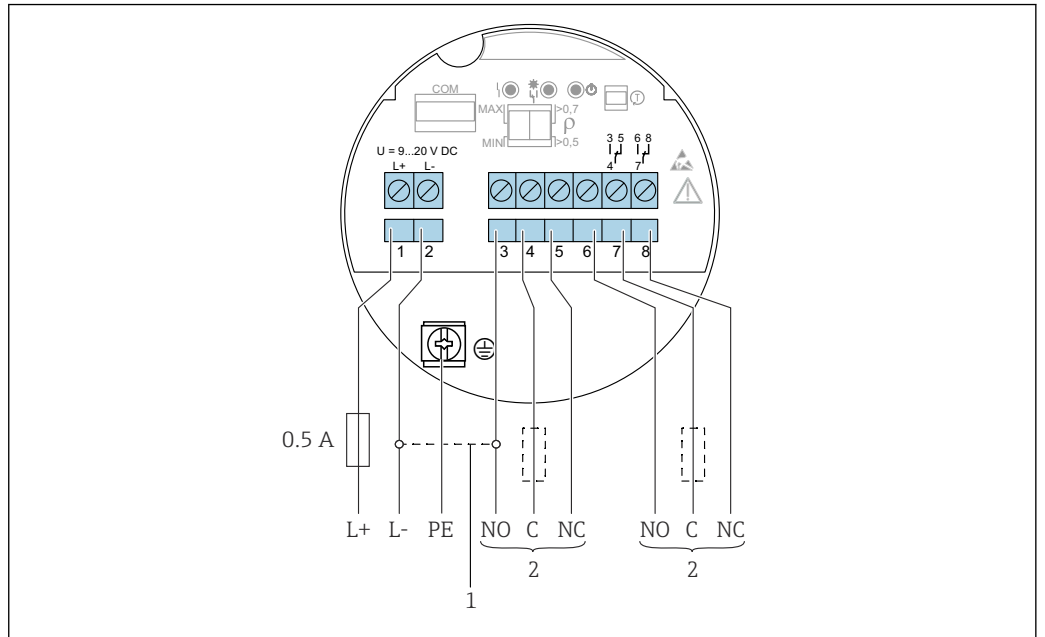 COM
MAX >0,7
ρ
MIN >0,5
T
U = 9...20 V DC
L+ L-
3 5 6 8
4 7
1 2 3 4 5 6 7 8
0.5 A
L+ L- PE NO C NC NO C NC
2 2
1